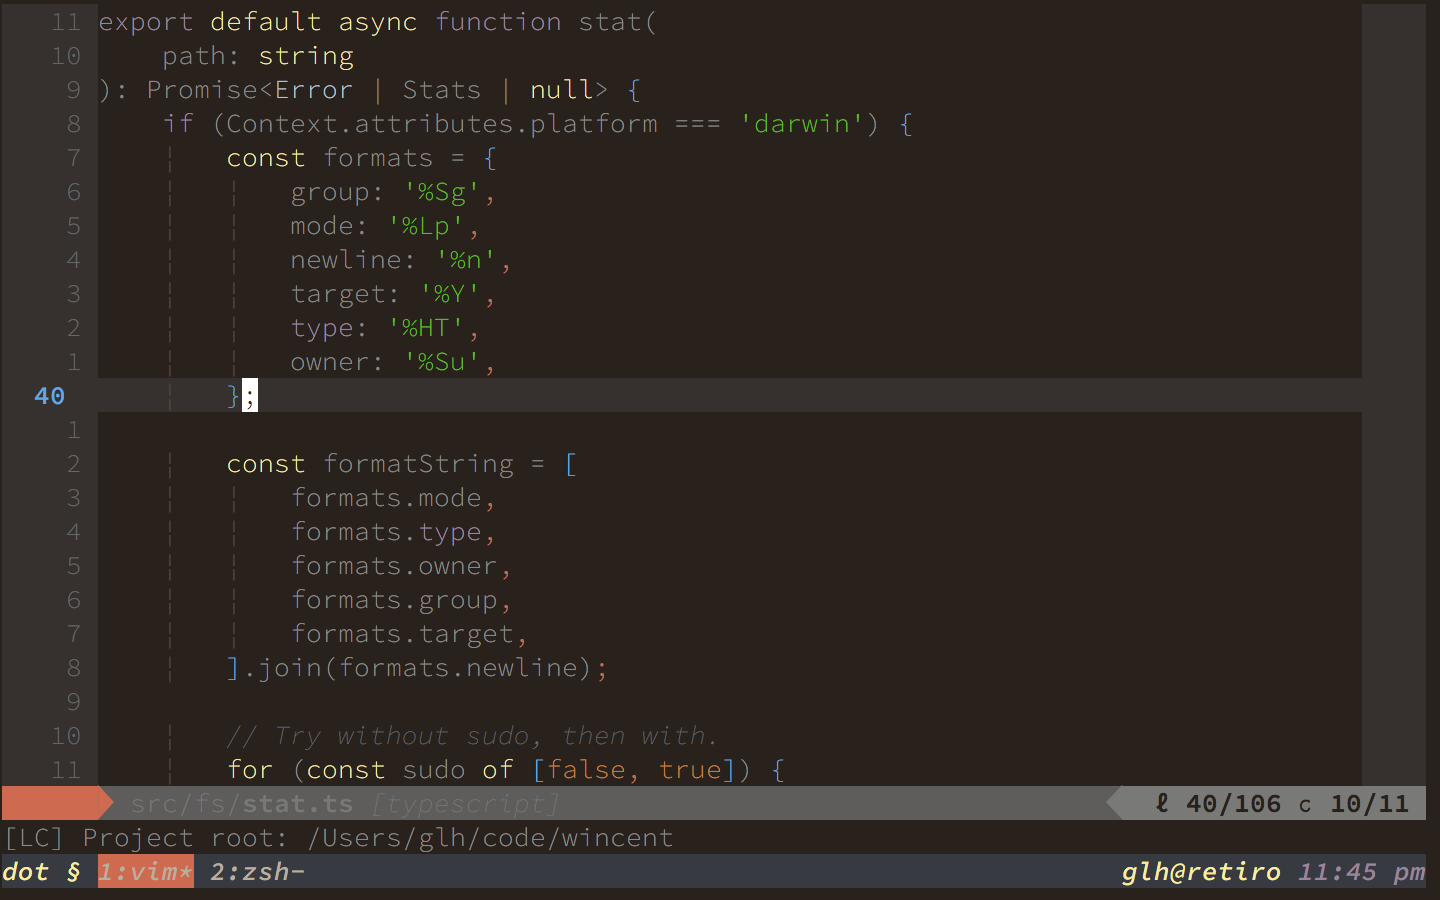 11 export default async function stat(
10     path: string
9 ): Promise<Error | Stats | null> {
8     if (Context.attributes.platform === 'darwin') {
7     ¦   const formats = {
6     ¦   ¦   group: '%Sg',
5     ¦   ¦   mode: '%Lp',
4     ¦   ¦   newline: '%n',
3     ¦   ¦   target: '%Y',
2     ¦   ¦   type: '%HT',
1     ¦   ¦   owner: '%Su',
40     ¦   };
1
2     ¦   const formatString = [
3     ¦   ¦   formats.mode,
4     ¦   ¦   formats.type,
5     ¦   ¦   formats.owner,
6     ¦   ¦   formats.group,
7     ¦   ¦   formats.target,
8     ¦   ].join(formats.newline);
9
10     ¦   // Try without sudo, then with.
11     ¦   for (const sudo of [false, true]) {
src/fs/stat.ts [typescript] ℓ 40/106 c 10/11
[LC] Project root: /Users/glh/code/wincent
dot § 1:vim* 2:zsh- glh@retiro 11:45 pm